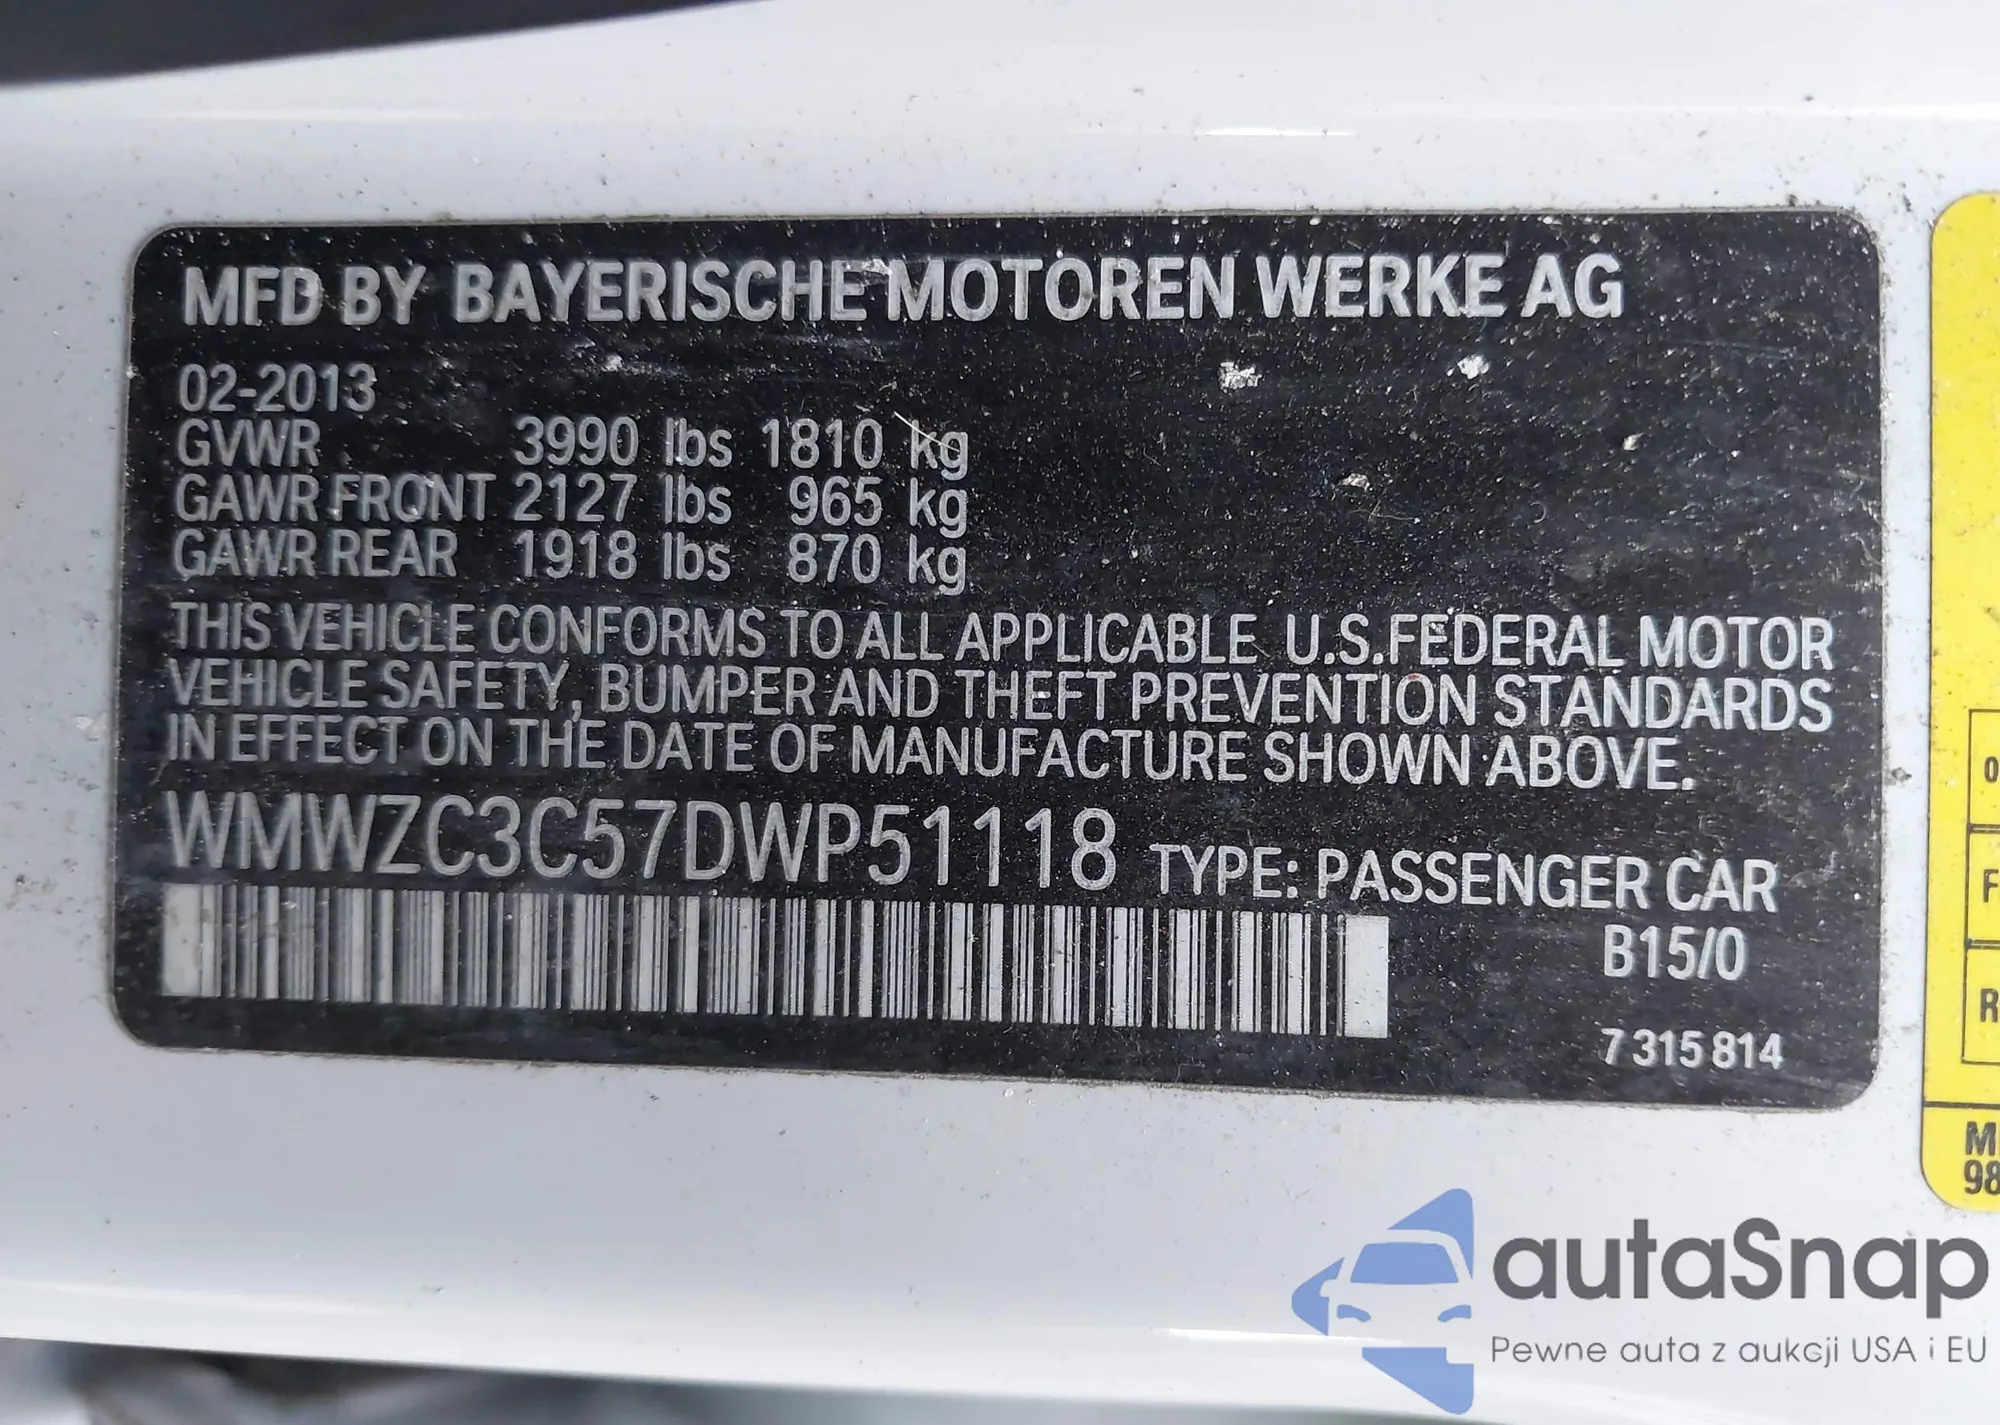 MFD BY BAYERISCHE MOTOREN WERKE AG
02-2013
GVWR 3990 lbs 1810 kg
GAWR FRONT 2127 lbs 965 kg
GAWR REAR 1918 lbs 870 kg
THIS VEHICLE CONFORMS TO ALL APPLICABLE U.S.FEDERAL MOTOR
VEHICLE SAFETY, BUMPER AND THEFT PREVENTION STANDARDS
IN EFFECT ON THE DATE OF MANUFACTURE SHOWN ABOVE.
WMWZC3C57DWP51118 TYPE: PASSENGER CAR
B15/0
7 315 814
autaSnap
Pewne auta z aukcji USA i EU